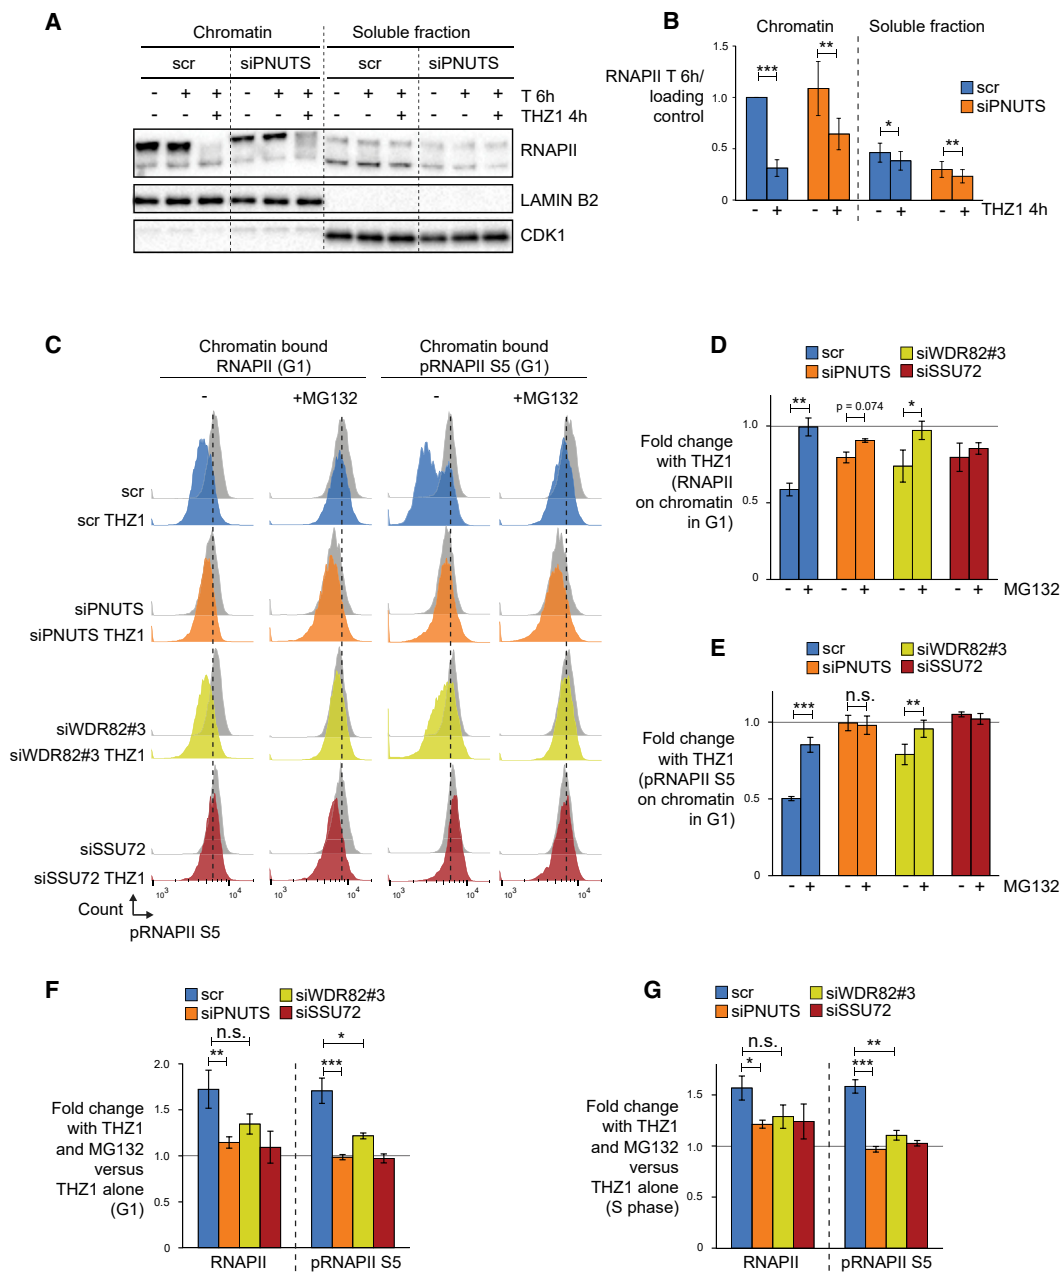 A
Chromatin
Soluble fraction
scr
siPNUTS
scr
siPNUTS
- + + - + + - + + - + + T 6h
- - + - - + - - + - - + THZ1 4h
RNAPII
LAMIN B2
CDK1
B
Chromatin
Soluble fraction
RNAPII T 6h/
loading
control
1.5
1.0
0.5
0
***
**
*
**
scr
siPNUTS
- + - + - + - + THZ1 4h
C
Chromatin bound
RNAPII (G1)
Chromatin bound
pRNAPII S5 (G1)
- +MG132 - +MG132
scr
scr THZ1
siPNUTS
siPNUTS THZ1
siWDR82#3
siWDR82#3 THZ1
siSSU72
siSSU72 THZ1
10³ 10⁴ 10³ 10⁴ 10³ 10⁴ 10³ 10⁴
Count
pRNAPII S5
D
scr
siPNUTS
siWDR82#3
siSSU72
Fold change
with THZ1
(RNAPII
on chromatin
in G1)
1.0
0.5
0
**
p = 0.074
*
- + - + - + - + MG132
E
scr
siPNUTS
siWDR82#3
siSSU72
Fold change
with THZ1
(pRNAPII S5
on chromatin
in G1)
1.0
0.5
0
***
n.s.
**
- + - + - + - + MG132
F
scr
siPNUTS
siWDR82#3
siSSU72
Fold change
with THZ1
and MG132
versus
THZ1 alone
(G1)
2.0
1.5
1.0
0.5
0
n.s.
**
*
***
RNAPII
pRNAPII S5
G
scr
siPNUTS
siWDR82#3
siSSU72
Fold change
with THZ1
and MG132
versus
THZ1 alone
(S phase)
1.5
1.0
0.5
0
n.s.
*
**
***
RNAPII
pRNAPII S5